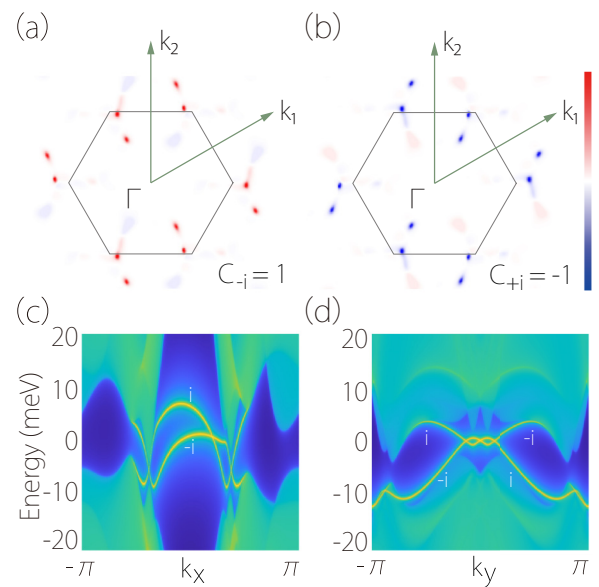 (a)
k2
k1
Γ
C-i = 1
(b)
k2
k1
Γ
C+i = -1
(c)
Energy (meV)
20
10
0
-10
-20
i
-i
-π
kx
π
(d)
20
10
0
-10
-20
i
-i
-i
i
-π
ky
π